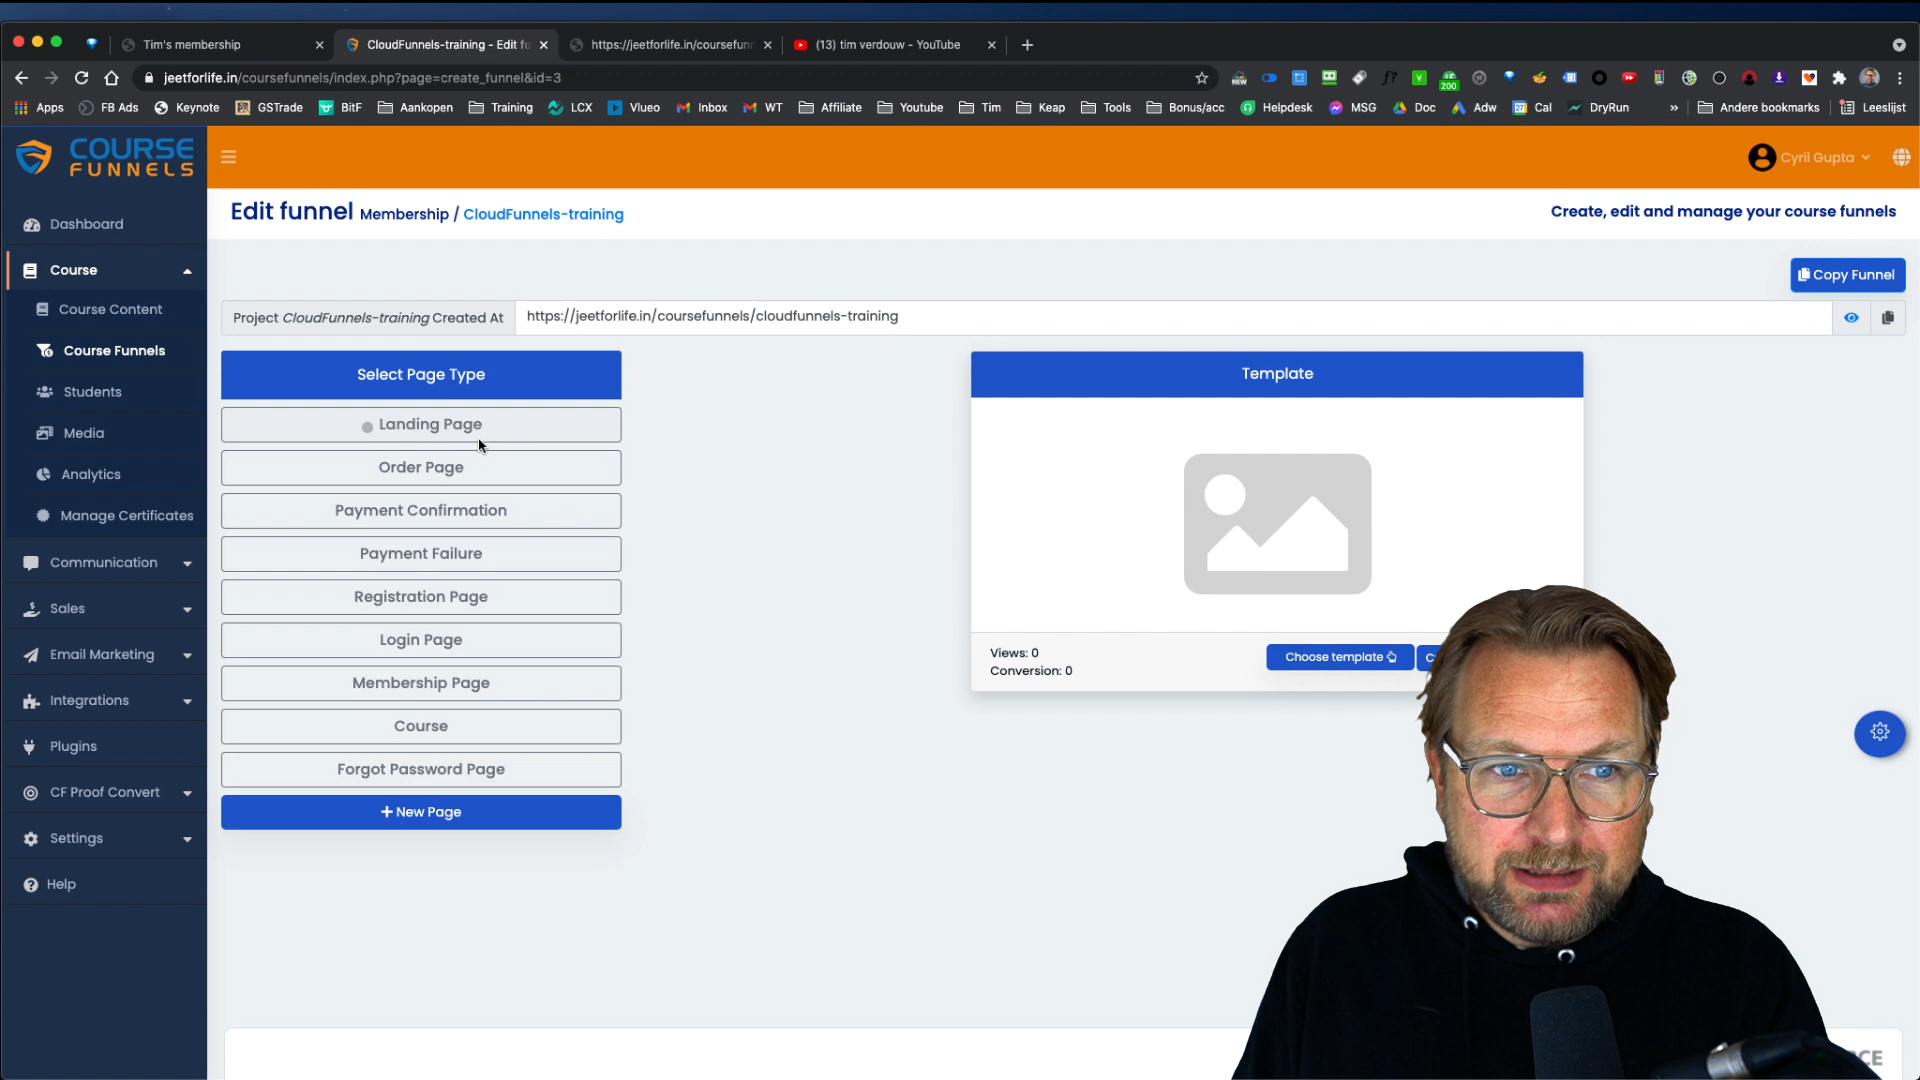 Tim's membership
CloudFunnels-training - Edit fu
https://jeetforlife.in/coursefunn
(13) tim verdouw - YouTube
jeetforlife.in/coursefunnels/index.php?page=create_funnel&id=3
200
Apps
FB Ads
Keynote
GSTrade
BitF
Aankopen
Training
LCX
Vlueo
Inbox
WT
Affiliate
Youtube
Tim
Keap
Tools
Bonus/acc
Helpdesk
MSG
Doc
Adw
Cal
DryRun
»
Andere bookmarks
Leeslijst
COURSE
FUNNELS
Cyril Gupta
Edit funnel Membership / CloudFunnels-training
Create, edit and manage your course funnels
Dashboard
Course
Course Content
Course Funnels
Students
Media
Analytics
Manage Certificates
Communication
Sales
Email Marketing
Integrations
Plugins
CF Proof Convert
Settings
Help
Copy Funnel
Project CloudFunnels-training Created At
https://jeetforlife.in/coursefunnels/cloudfunnels-training
Select Page Type
Landing Page
Order Page
Payment Confirmation
Payment Failure
Registration Page
Login Page
Membership Page
Course
Forgot Password Page
+ New Page
Template
Views: 0
Conversion: 0
Choose template